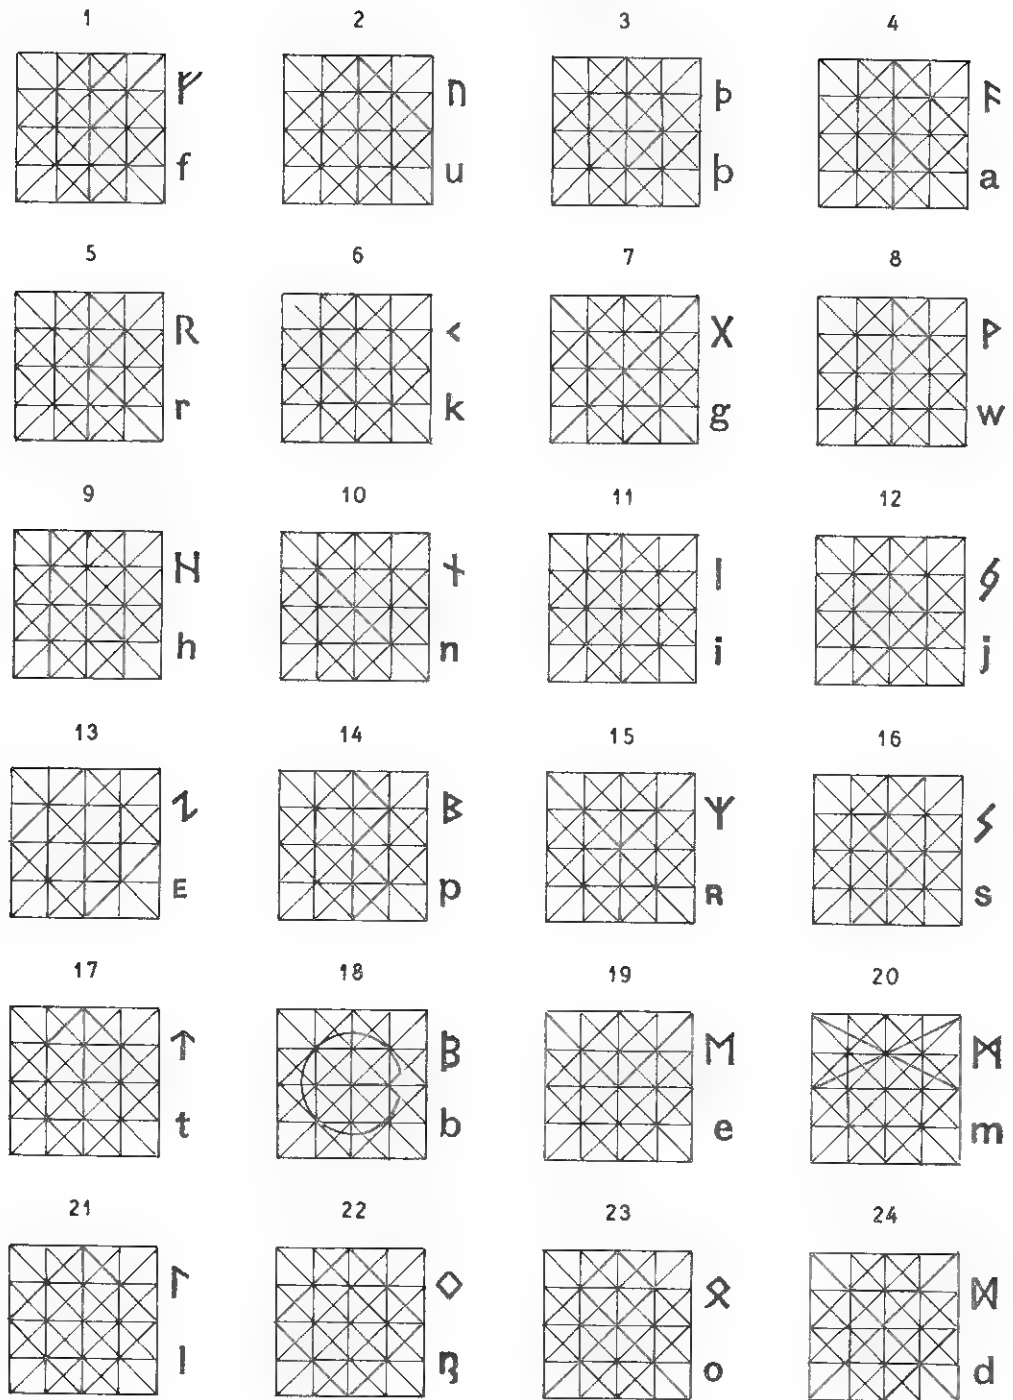 1 2 3 4
ᚠ ᚢ ᚦ ᚨ
f u þ a
5 6 7 8
ᚱ ᚲ ᚷ ᚹ
r k g w
9 10 11 12
ᚺ ᚾ ᛁ ᛃ
h n i j
13 14 15 16
ᛇ ᛒ ᛉ ᛊ
E p R s
17 18 19 20
ᛏ ᛒ ᛖ ᛗ
t b e m
21 22 23 24
ᛚ ᛜ ᛟ ᛞ
l ŋ o d